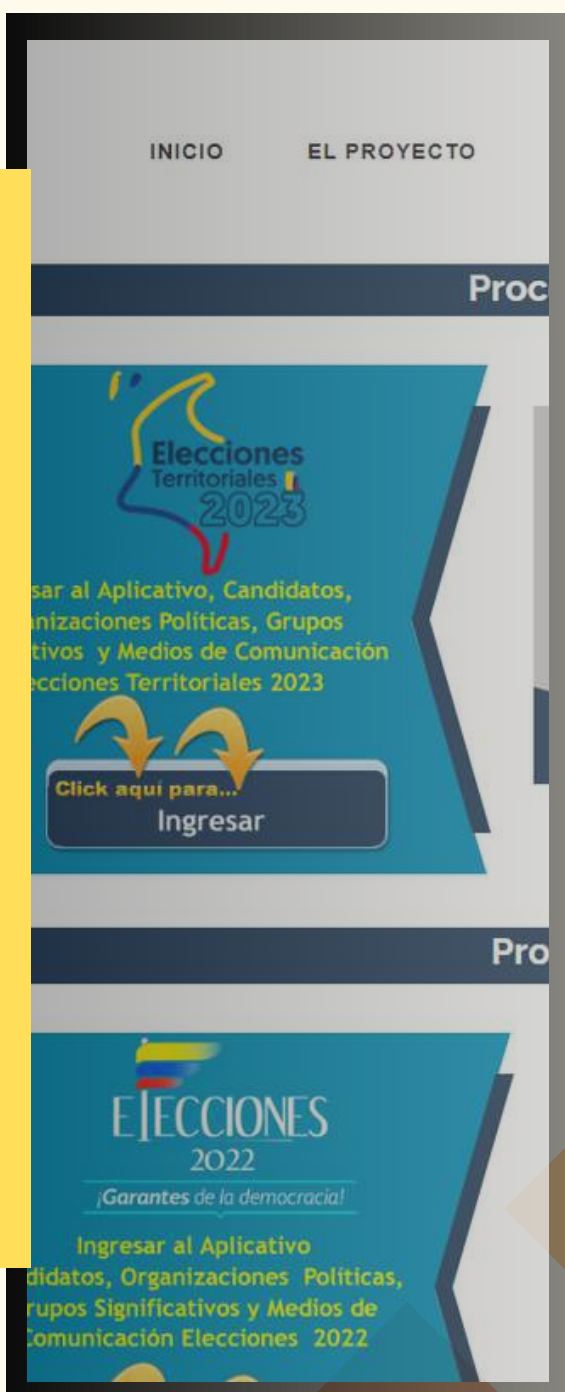 INICIO EL PROYECTO
Proc
Elecciones
Territoriales
2023
sar al Aplicativo, Candidatos,
nizaciones Políticas, Grupos
tivos y Medios de Comunicación
ecciones Territoriales 2023
Click aquí para...
Ingresar
Pro
ELECCIONES
2022
¡Garantes de la democracia!
Ingresar al Aplicativo
didatos, Organizaciones Políticas,
rupos Significativos y Medios de
Comunicación Elecciones 2022